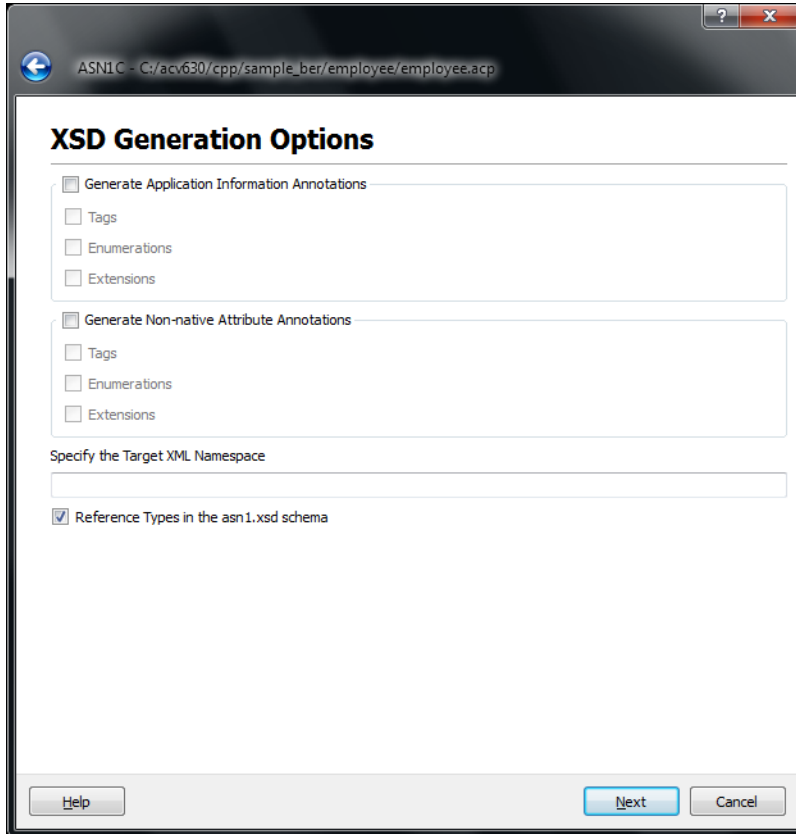 ?
x
ASN1C - C:/acv630/cpp/sample_ber/employee/employee.acp
XSD Generation Options
Generate Application Information Annotations
Tags
Enumerations
Extensions
Generate Non-native Attribute Annotations
Tags
Enumerations
Extensions
Specify the Target XML Namespace
Reference Types in the asn1.xsd schema
Help Next Cancel